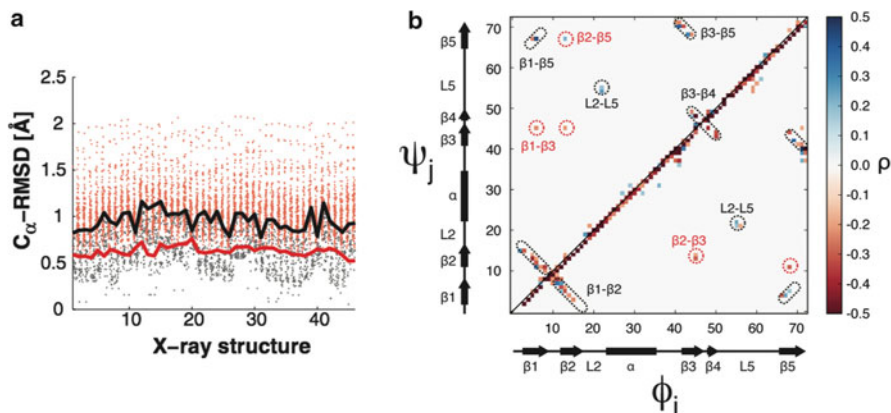 a
2.5
2
1.5
1
0.5
0
Cα−RMSD [Å]
10 20 30 40
X−ray structure
b
β5
L5
β4
β3
α
L2
β2
β1
ψj
70
60
50
40
30
20
10
β1-β5
β2-β5
β3-β5
L2-L5
β3-β4
β1-β3
L2-L5
β2-β3
β1-β2
10 20 30 40 50 60 70
β1 β2 L2 α β3 β4 L5 β5
ϕi
0.5
0.4
0.3
0.2
0.1
0
-0.1
-0.2
-0.3
-0.4
-0.5
ρ